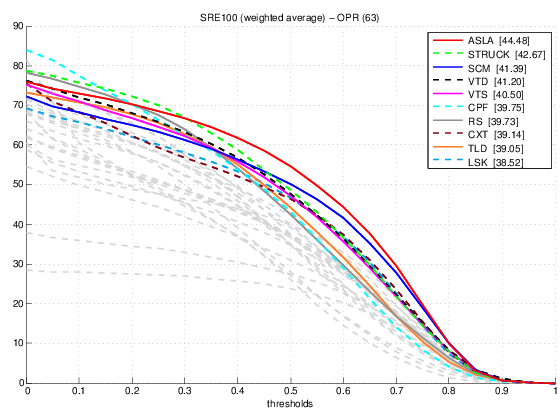 SRE100 (weighted average) – OPR (63)
90
80
70
60
50
40
30
20
10
0
ASLA [44.48]
STRUCK [42.67]
SCM [41.39]
VTD [41.20]
VTS [40.50]
CPF [39.75]
RS [39.73]
CXT [39.14]
TLD [39.05]
LSK [38.52]
0 0.1 0.2 0.3 0.4 0.5 0.6 0.7 0.8 0.9 1
thresholds